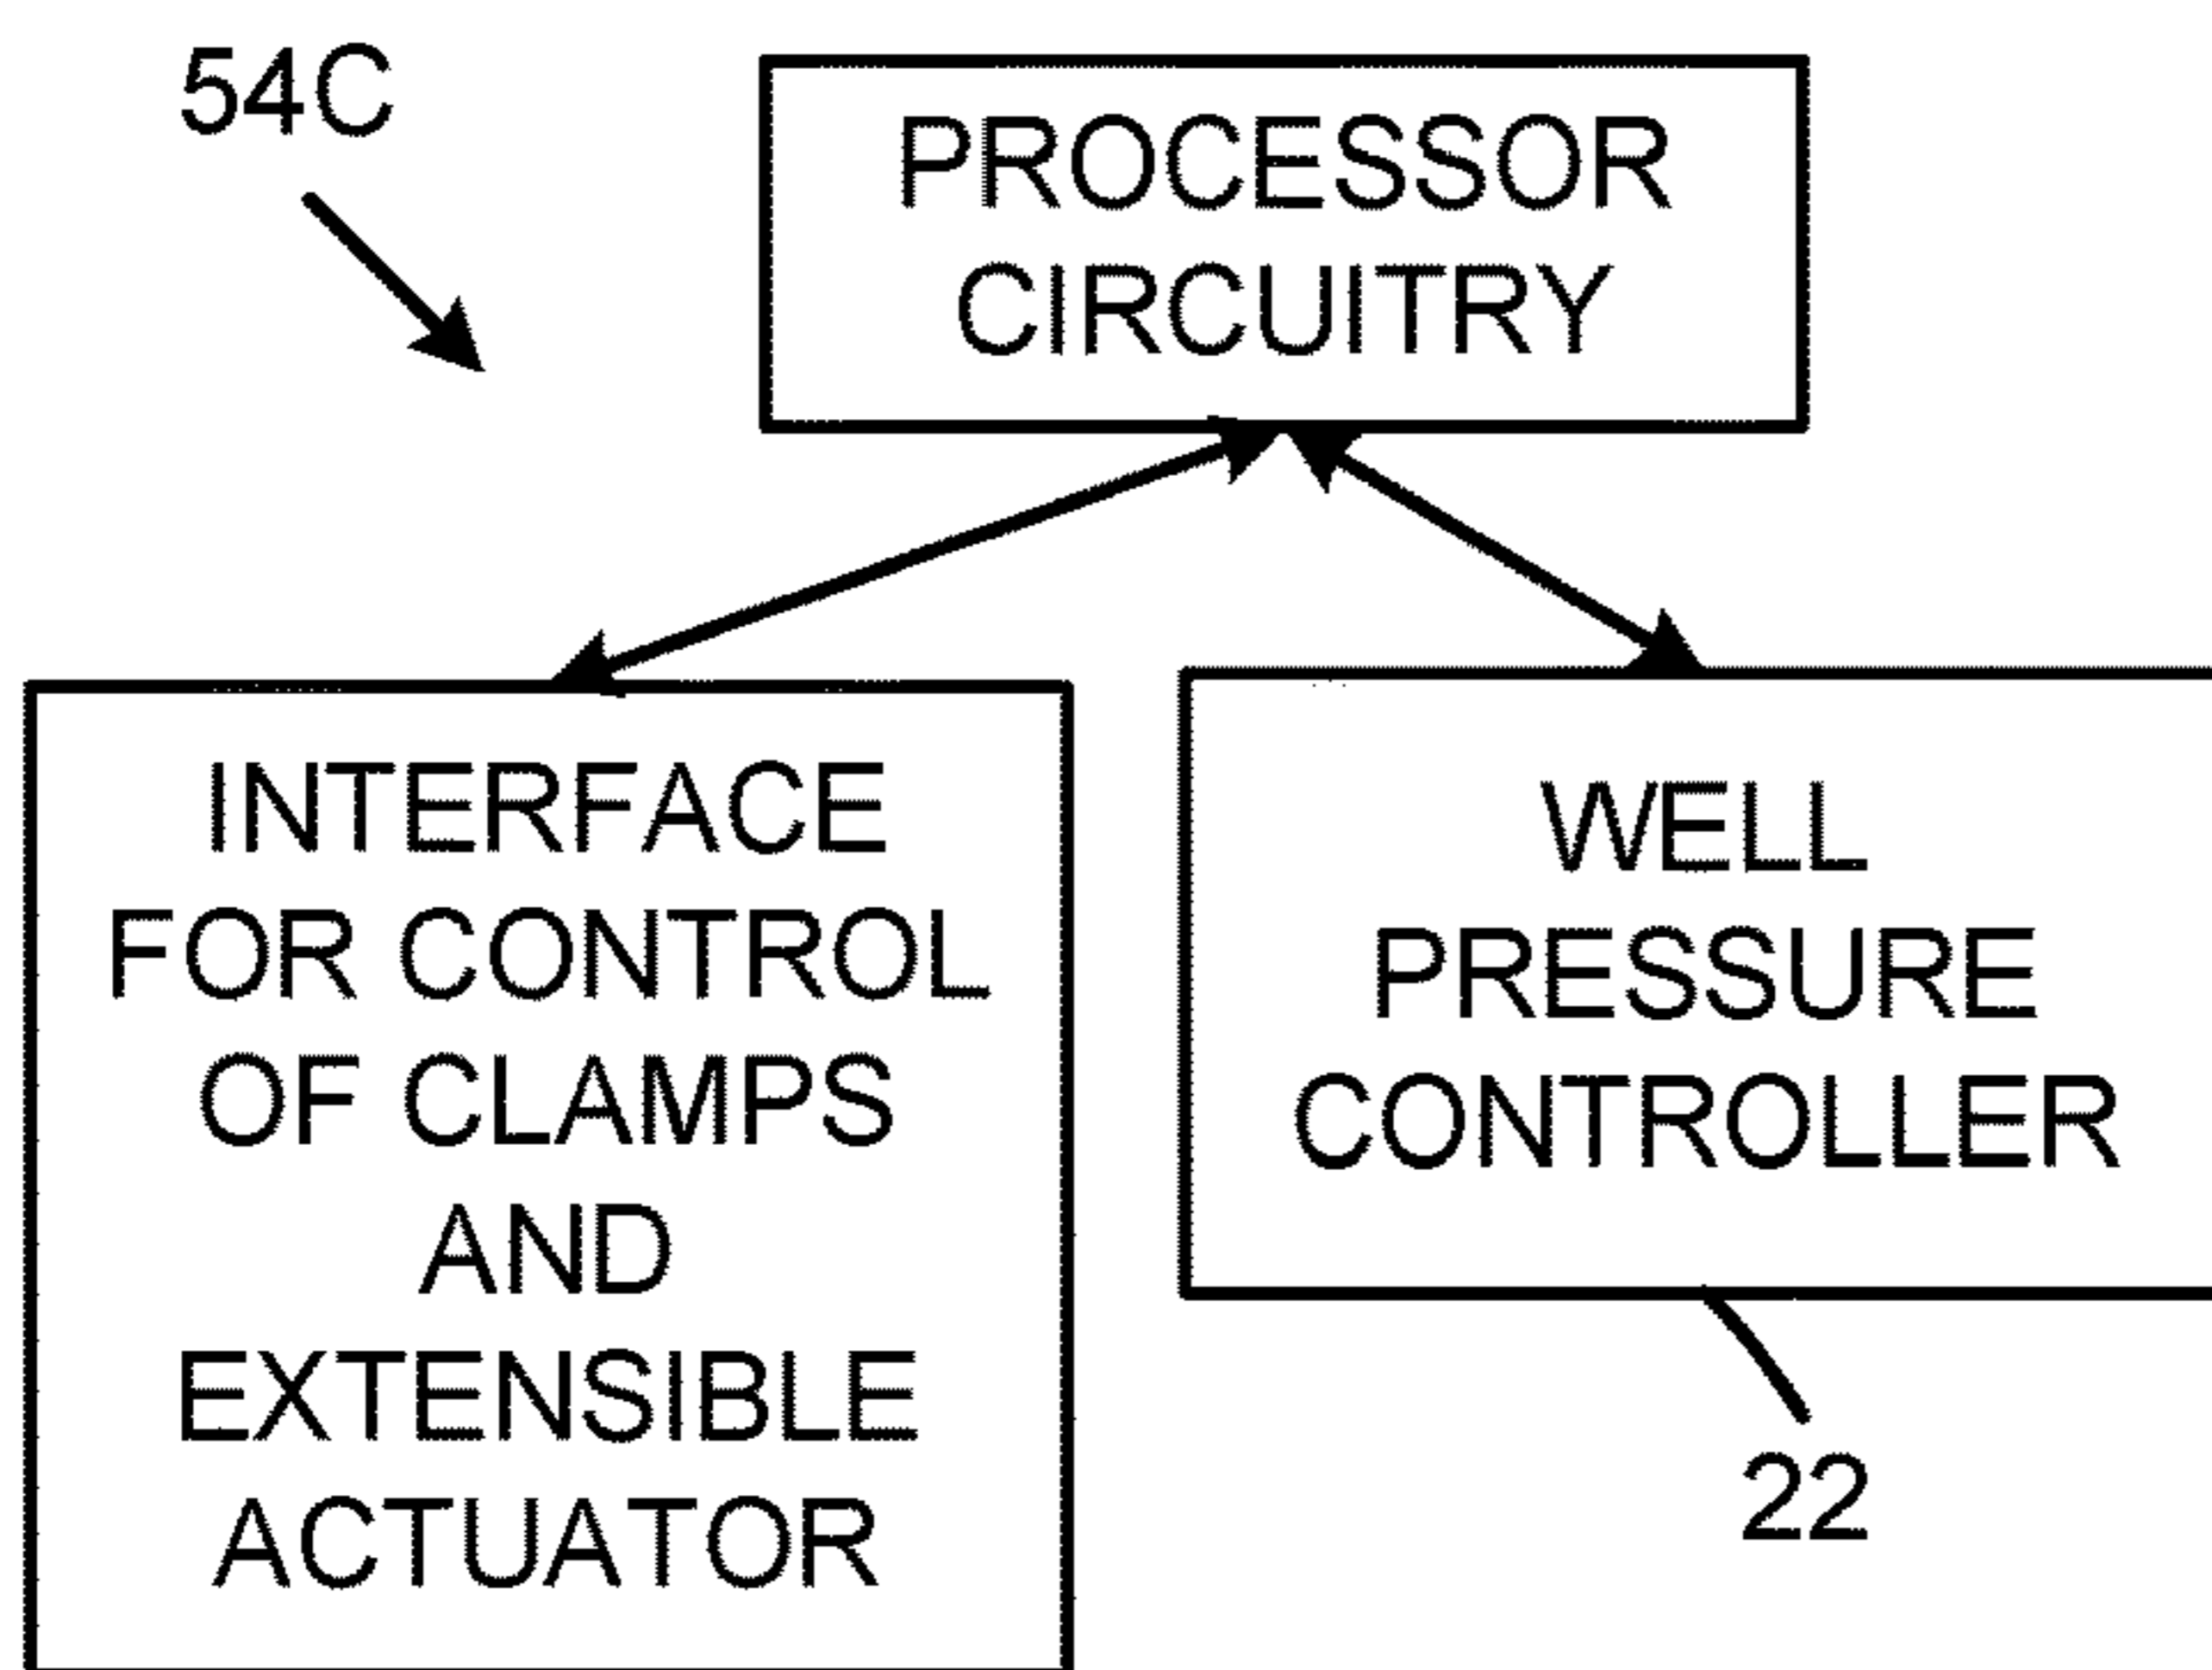 54C
PROCESSOR
CIRCUITRY
INTERFACE
FOR CONTROL
OF CLAMPS
AND
EXTENSIBLE
ACTUATOR
WELL
PRESSURE
CONTROLLER
22